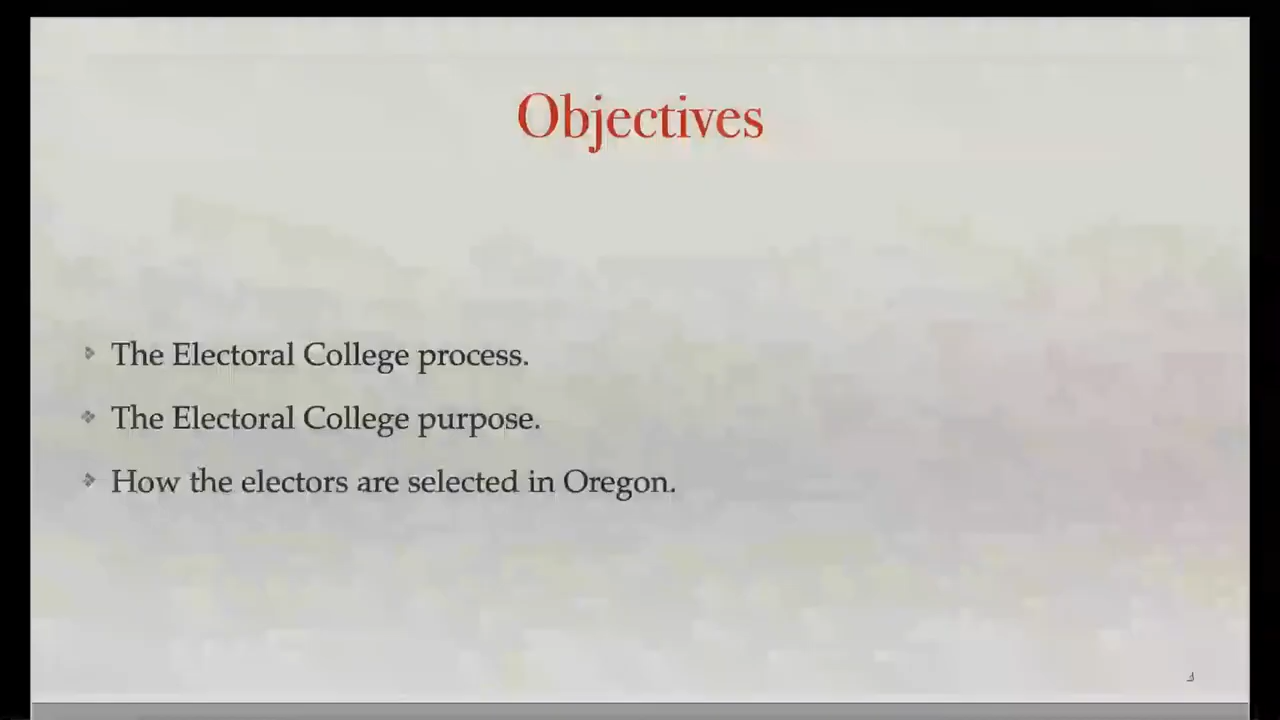 Objectives
The Electoral College process.
The Electoral College purpose.
How the electors are selected in Oregon.